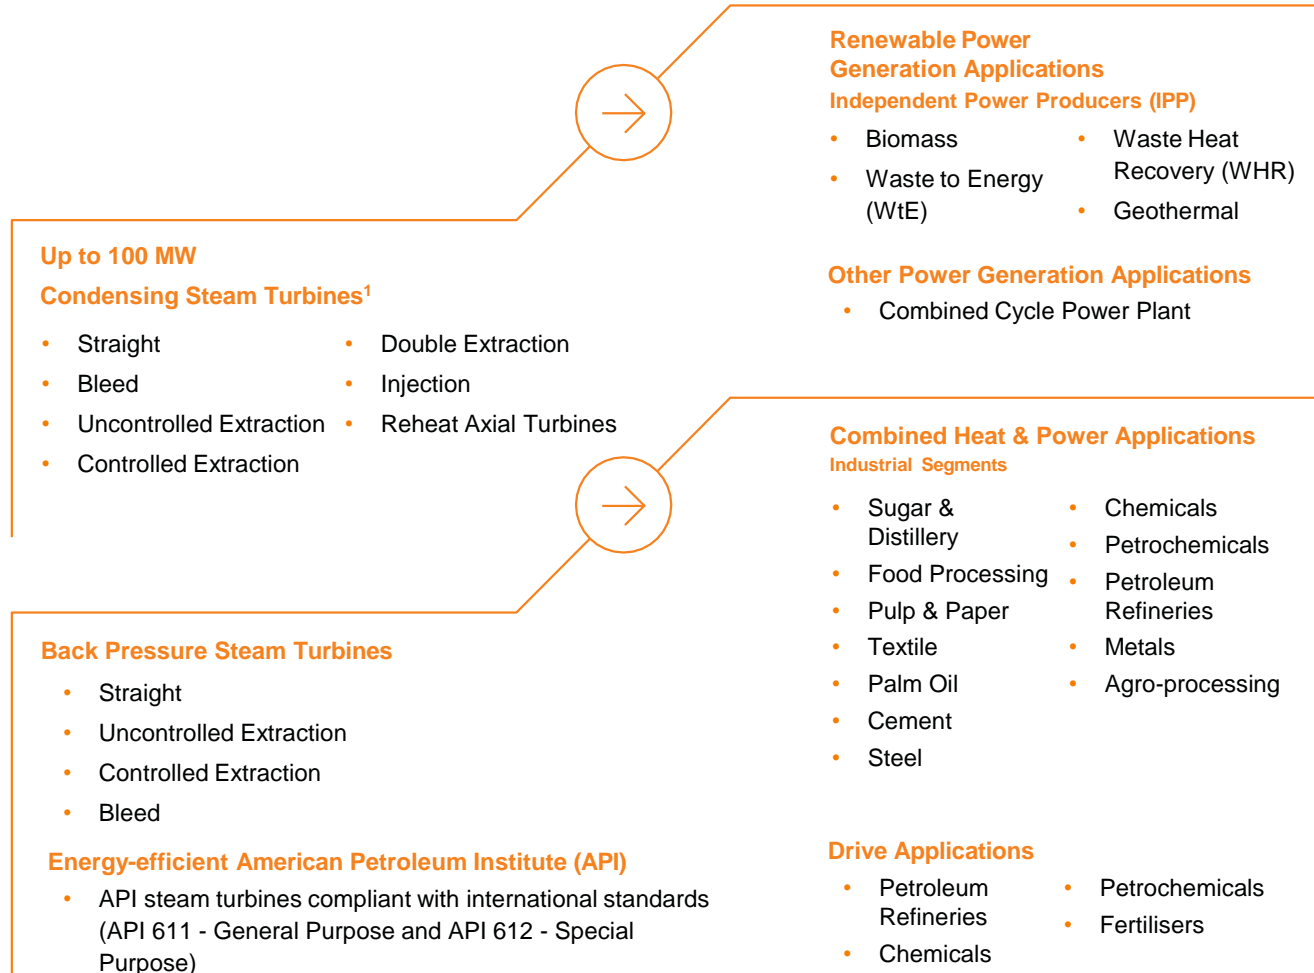 Renewable Power
Generation Applications
Independent Power Producers (IPP)
• Biomass
• Waste to Energy
(WtE)
• Waste Heat
Recovery (WHR)
• Geothermal
Other Power Generation Applications
• Combined Cycle Power Plant
Up to 100 MW
Condensing Steam Turbines¹
• Straight
• Bleed
• Uncontrolled Extraction
• Controlled Extraction
• Double Extraction
• Injection
• Reheat Axial Turbines
Combined Heat & Power Applications
Industrial Segments
• Sugar &
Distillery
• Food Processing
• Pulp & Paper
• Textile
• Palm Oil
• Cement
• Steel
• Chemicals
• Petrochemicals
• Petroleum
Refineries
• Metals
• Agro-processing
Back Pressure Steam Turbines
• Straight
• Uncontrolled Extraction
• Controlled Extraction
• Bleed
Energy-efficient American Petroleum Institute (API)
• API steam turbines compliant with international standards
(API 611 - General Purpose and API 612 - Special
Purpose)
Drive Applications
• Petroleum
Refineries
• Chemicals
• Petrochemicals
• Fertilisers